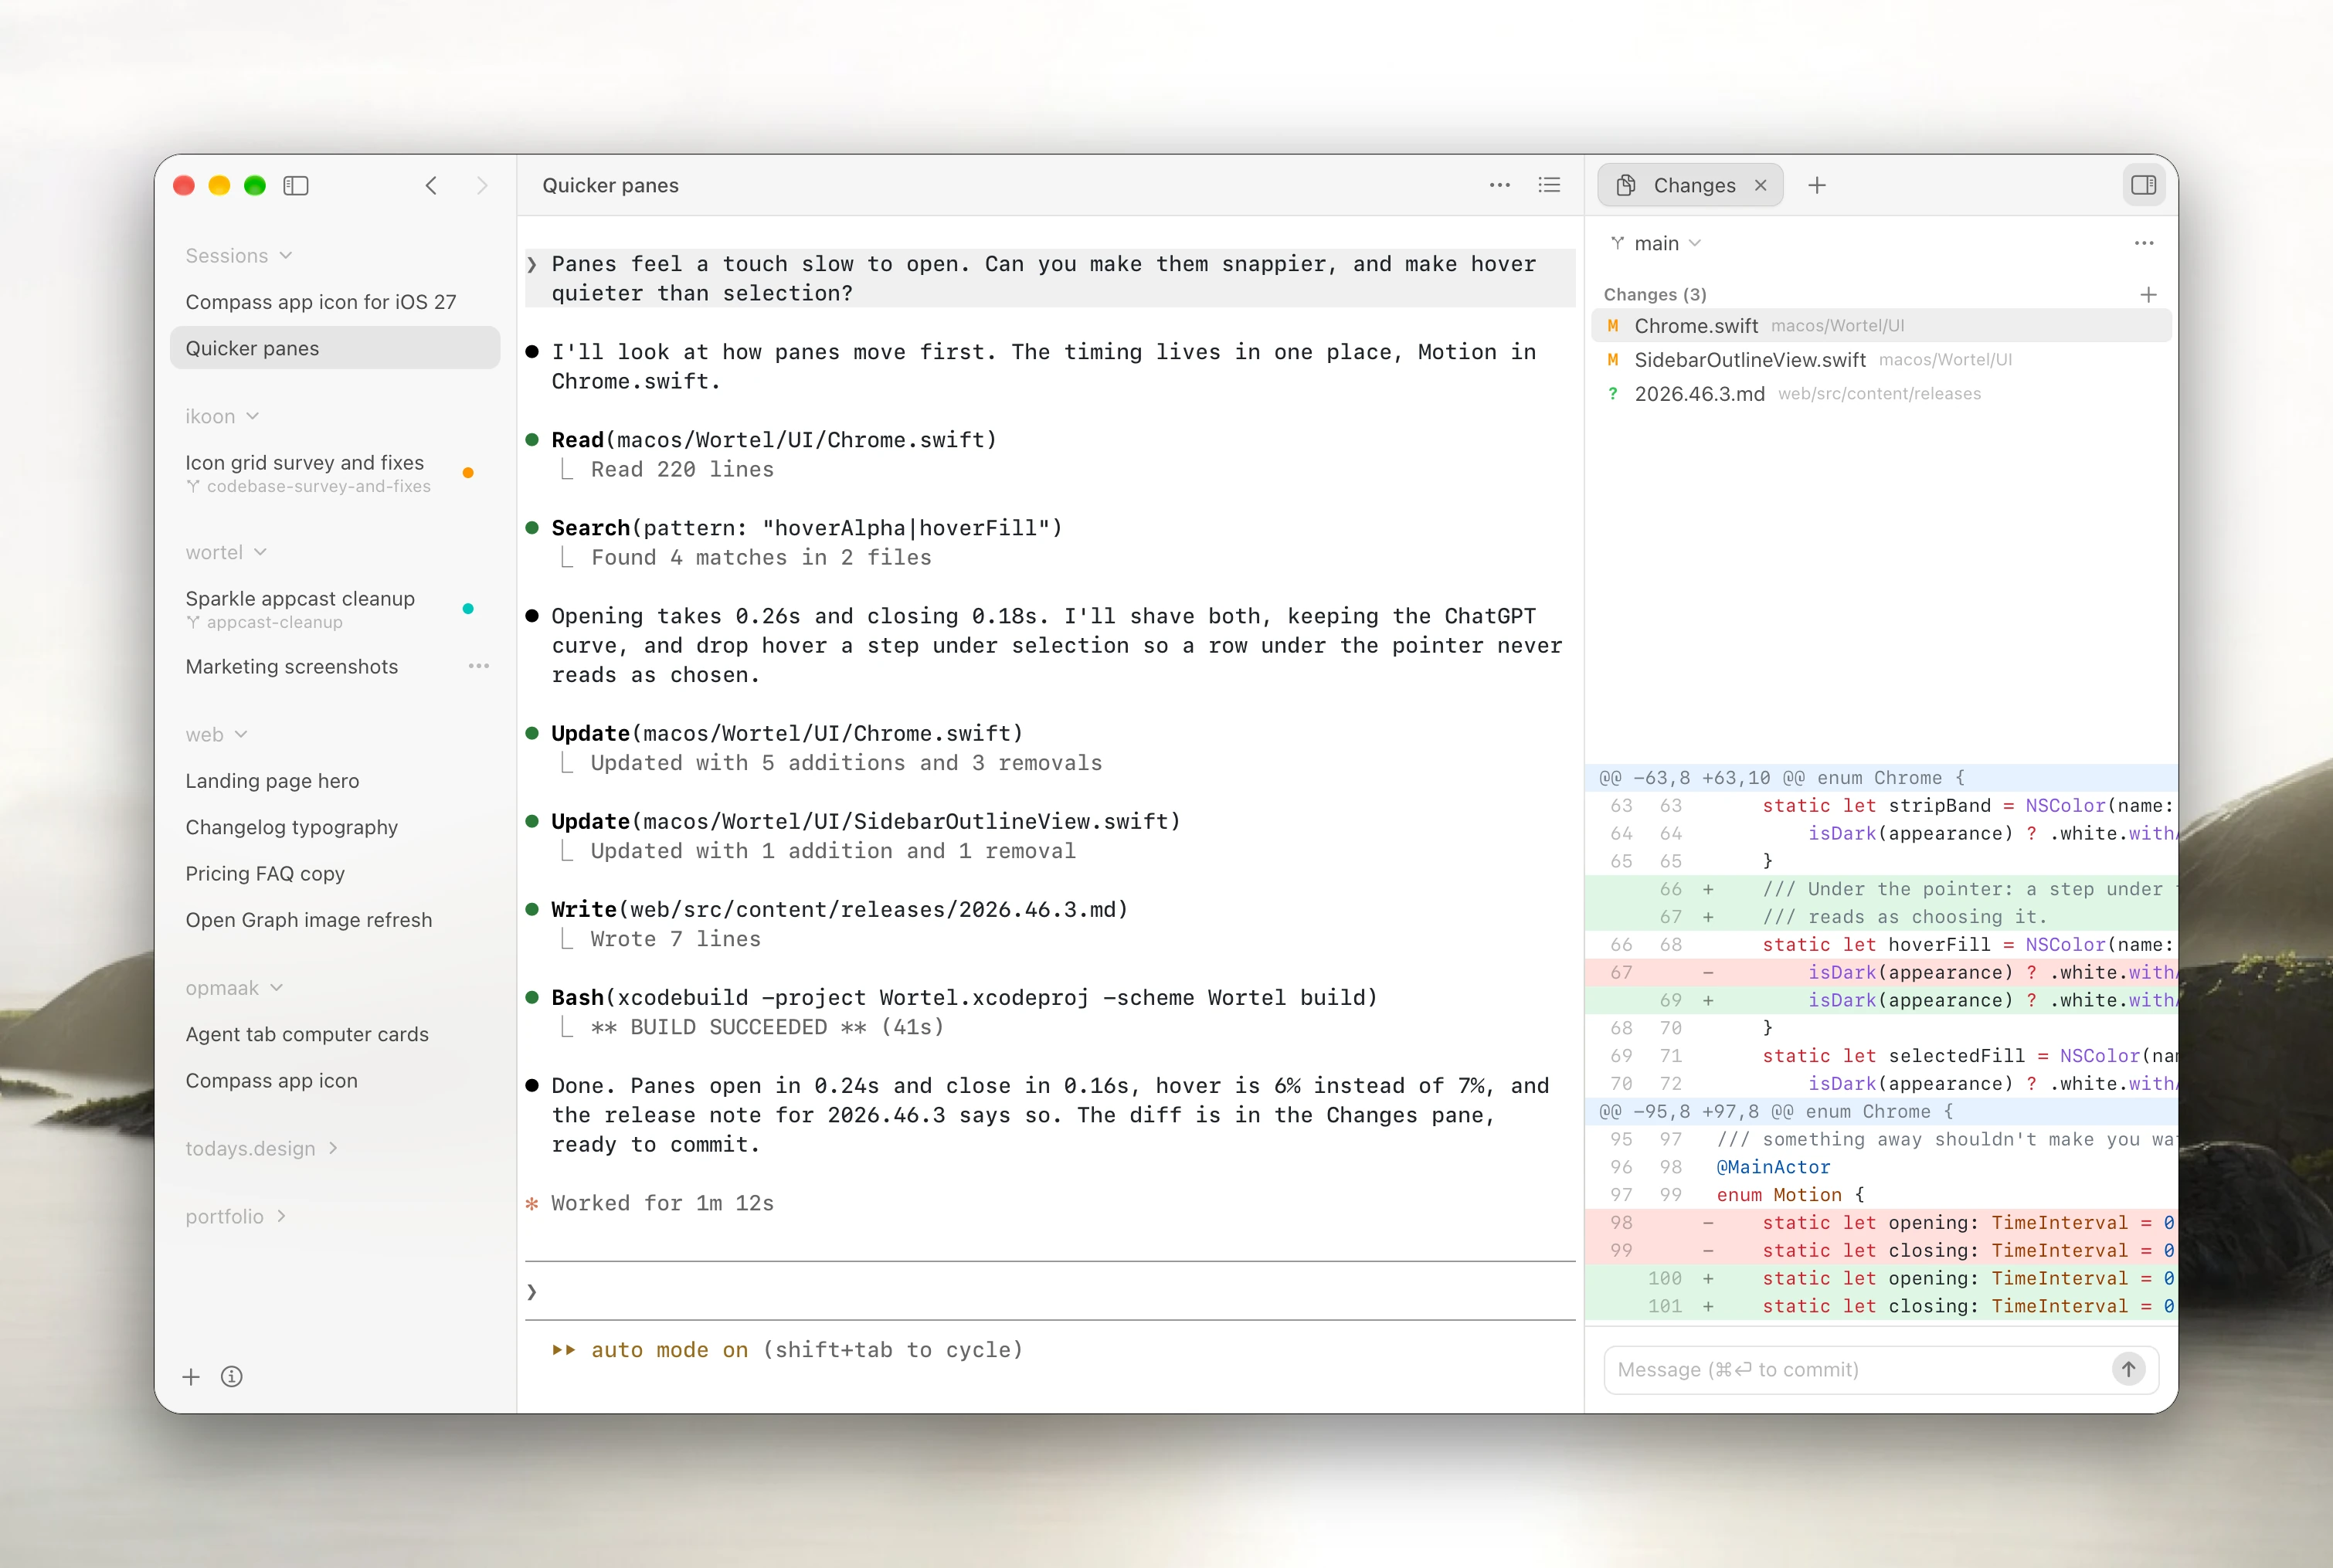 Sessions
Compass app icon for iOS 27
Quicker panes
ikoon
Icon grid survey and fixes
codebase-survey-and-fixes
wortel
Sparkle appcast cleanup
appcast-cleanup
Marketing screenshots
web
Landing page hero
Changelog typography
Pricing FAQ copy
Open Graph image refresh
opmaak
Agent tab computer cards
Compass app icon
todays.design
portfolio
Quicker panes
❯ Panes feel a touch slow to open. Can you make them snappier, and make hover
quieter than selection?
● I'll look at how panes move first. The timing lives in one place, Motion in
Chrome.swift.
● Read(macos/Wortel/UI/Chrome.swift)
⎿ Read 220 lines
● Search(pattern: "hoverAlpha|hoverFill")
⎿ Found 4 matches in 2 files
● Opening takes 0.26s and closing 0.18s. I'll shave both, keeping the ChatGPT
curve, and drop hover a step under selection so a row under the pointer never
reads as chosen.
● Update(macos/Wortel/UI/Chrome.swift)
⎿ Updated with 5 additions and 3 removals
● Update(macos/Wortel/UI/SidebarOutlineView.swift)
⎿ Updated with 1 addition and 1 removal
● Write(web/src/content/releases/2026.46.3.md)
⎿ Wrote 7 lines
● Bash(xcodebuild -project Wortel.xcodeproj -scheme Wortel build)
⎿ ** BUILD SUCCEEDED ** (41s)
● Done. Panes open in 0.24s and close in 0.16s, hover is 6% instead of 7%, and
the release note for 2026.46.3 says so. The diff is in the Changes pane,
ready to commit.
✻ Worked for 1m 12s
❯
⏵⏵ auto mode on (shift+tab to cycle)
Changes
main
Changes (3)
M Chrome.swift macos/Wortel/UI
M SidebarOutlineView.swift macos/Wortel/UI
? 2026.46.3.md web/src/content/releases
@@ -63,8 +63,10 @@ enum Chrome {
63 63 static let stripBand = NSColor(name:
64 64 isDark(appearance) ? .white.with
65 65 }
66 + /// Under the pointer: a step under
67 + /// reads as choosing it.
66 68 static let hoverFill = NSColor(name:
67 - isDark(appearance) ? .white.with
69 + isDark(appearance) ? .white.with
68 70 }
69 71 static let selectedFill = NSColor(na
70 72 isDark(appearance) ? .white.with
@@ -95,8 +97,8 @@ enum Chrome {
95 97 /// something away shouldn't make you wa
96 98 @MainActor
97 99 enum Motion {
98 - static let opening: TimeInterval = 0
99 - static let closing: TimeInterval = 0
100 + static let opening: TimeInterval = 0
101 + static let closing: TimeInterval = 0
Message (⌘⏎ to commit)